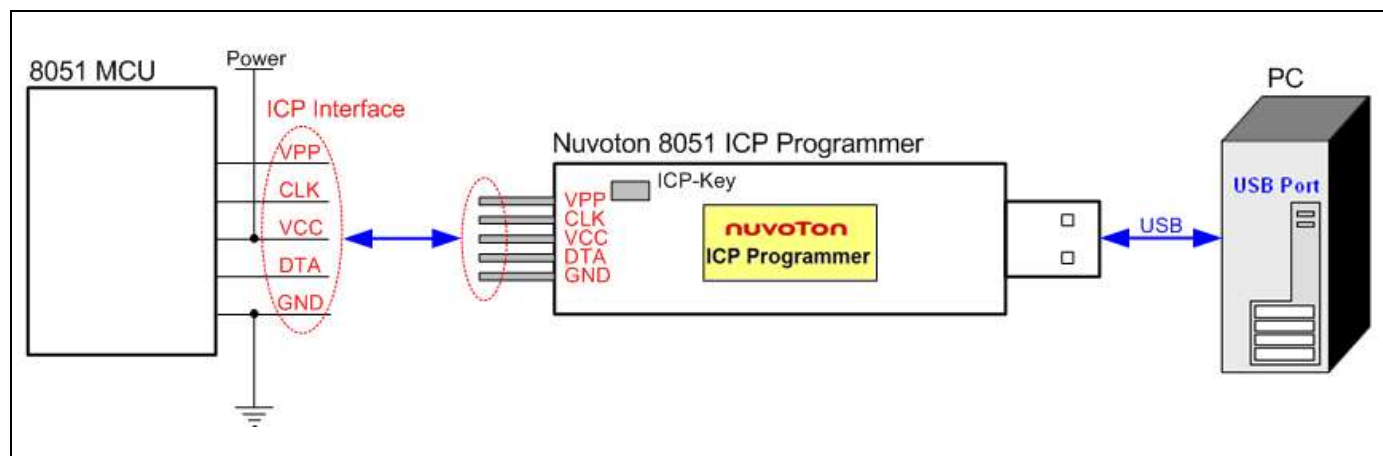 8051 MCU
Power
ICP Interface
VPP
CLK
VCC
DTA
GND
Nuvoton 8051 ICP Programmer
ICP-Key
VPP
CLK
VCC
DTA
GND
nuvoTon
ICP Programmer
USB
PC
USB Port